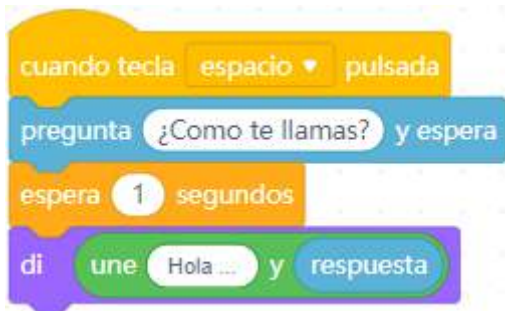 cuando tecla espacio pulsada
pregunta ¿Como te llamas? y espera
espera 1 segundos
di une Hola ... y respuesta